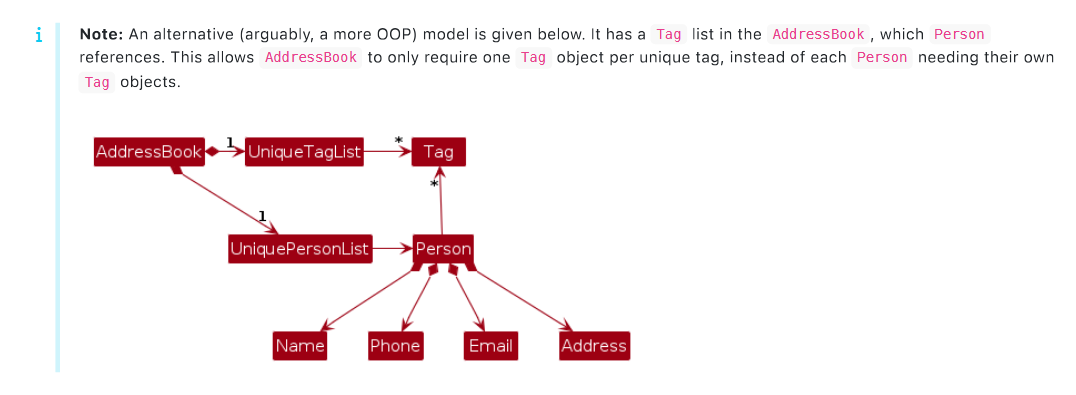 i Note: An alternative (arguably, a more OOP) model is given below. It has a Tag list in the AddressBook , which Person
references. This allows AddressBook to only require one Tag object per unique tag, instead of each Person needing their own
Tag objects.
AddressBook 1 UniqueTagList * Tag
*
1
UniquePersonList Person
Name Phone Email Address